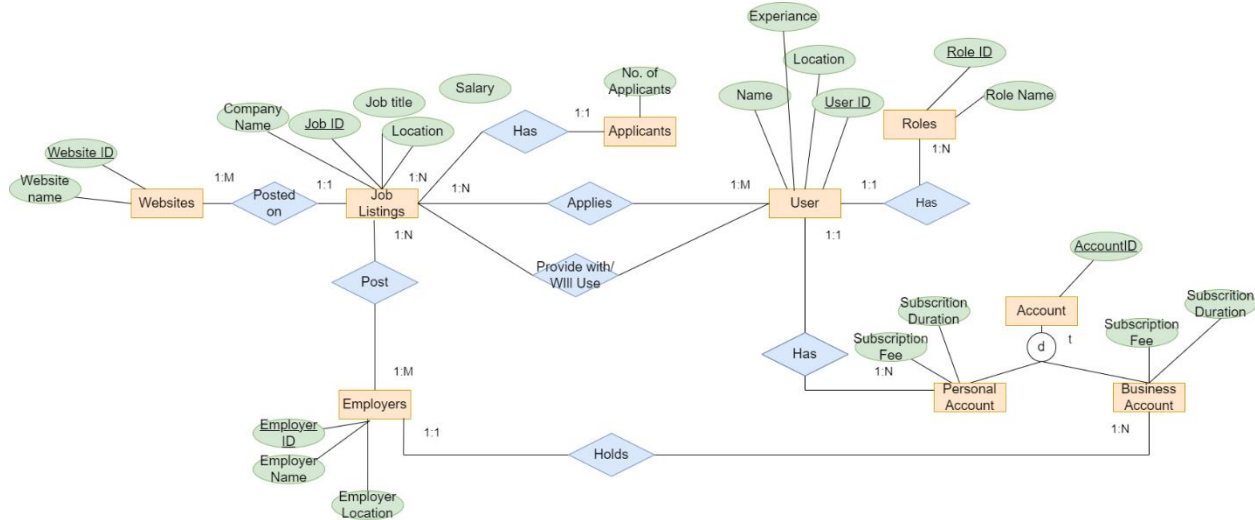 Experiance
Location
Role ID
No. of
Applicants
Salary
Name
User ID
Role Name
Company
Name
Job title
Job ID
Location
1:1
Has
Applicants
Roles
Website ID
1:N
Website
name
1:M
1:1
1:N
1:N
1:M
1:1
Websites
Posted
on
Job
Listings
Applies
User
Has
1:N
1:1
AccountID
Post
Provide with/
WIll Use
Subscrition
Duration
Account
Subscrition
Duration
Subscription
Fee
d
t
Subscription
Fee
Has
1:N
1:M
Employers
Personal
Account
Business
Account
Employer
ID
1:1
1:N
Employer
Name
Holds
Employer
Location